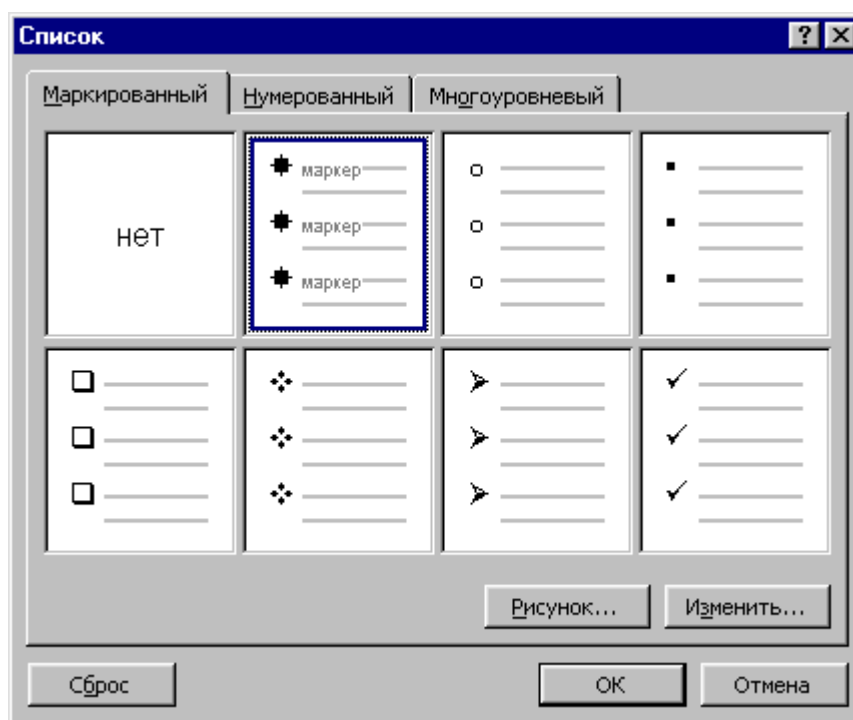 Список
Маркированный Нумерованный Многоуровневый
нет
маркер
маркер
маркер
Рисунок... Изменить...
Сброс ОК Отмена